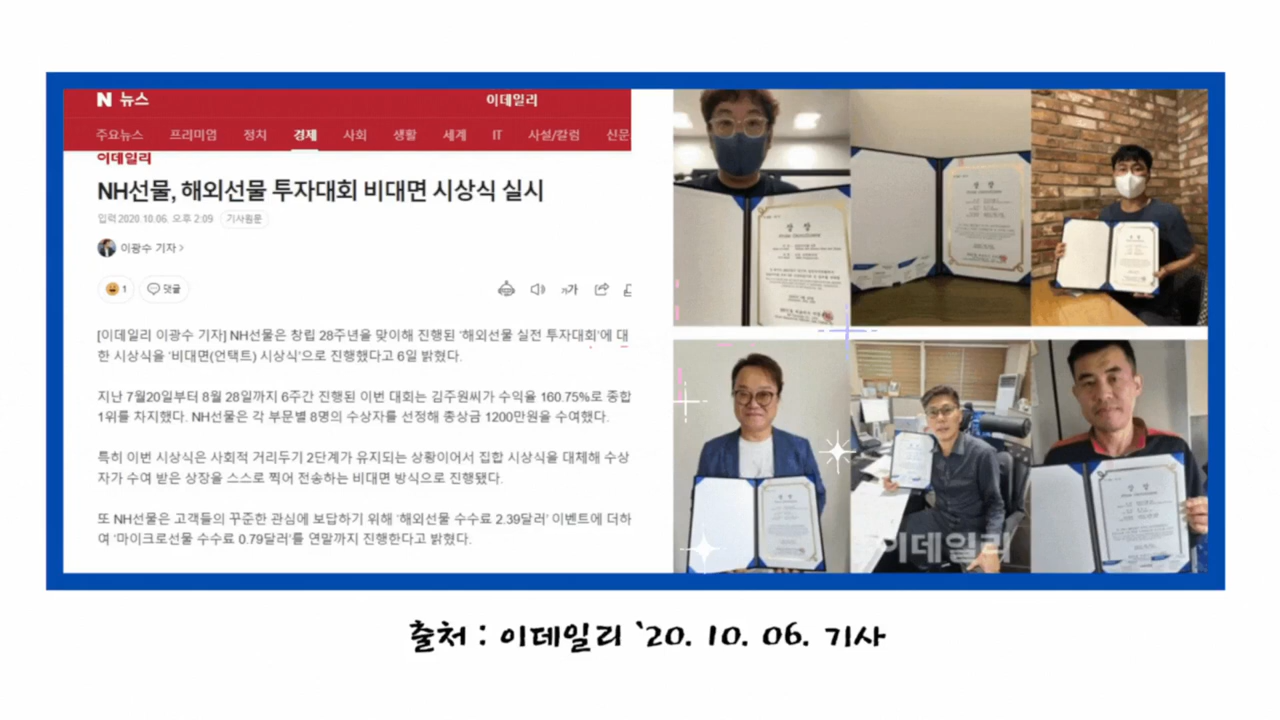 N 뉴스
이데일리
주요뉴스 프리미엄 정치 경제 사회 생활 세계 IT 사설/칼럼 신문
이데일리
NH선물, 해외선물 투자대회 비대면 시상식 실시
입력 2020.10.06. 오후 2:09 기사원문
이광수 기자 >
1 댓글
가가
[이데일리 이광수 기자] NH선물은 창립 28주년을 맞이해 진행된 '해외선물 실전 투자대회'에 대
한 시상식을 '비대면(언택트) 시상식'으로 진행했다고 6일 밝혔다.
지난 7월20일부터 8월 28일까지 6주간 진행된 이번 대회는 김주원씨가 수익율 160.75%로 종합
1위를 차지했다. NH선물은 각 부문별 8명의 수상자를 선정해 총상금 1200만원을 수여했다.
특히 이번 시상식은 사회적 거리두기 2단계가 유지되는 상황이어서 집합 시상식을 대체해 수상
자가 수여 받은 상장을 스스로 찍어 전송하는 비대면 방식으로 진행됐다.
또 NH선물은 고객들의 꾸준한 관심에 보답하기 위해 '해외선물 수수료 2.39달러' 이벤트에 더하
여 '마이크로선물 수수료 0.79달러'를 연말까지 진행한다고 밝혔다.
상장
상장
상장
상장
이데일리
출처 : 이데일리 '20. 10. 06. 기사